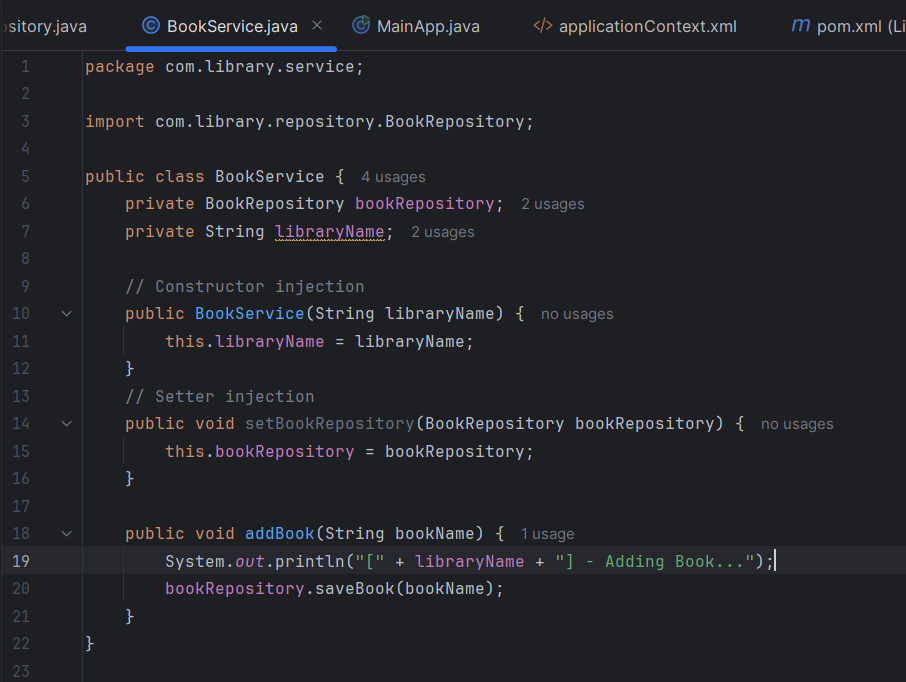 sitory.java BookService.java MainApp.java </> applicationContext.xml m pom.xml (Li
1 package com.library.service;
2
3 import com.library.repository.BookRepository;
4
5 public class BookService { 4 usages
6 private BookRepository bookRepository; 2 usages
7 private String libraryName; 2 usages
8
9 // Constructor injection
10 public BookService(String libraryName) { no usages
11 this.libraryName = libraryName;
12 }
13 // Setter injection
14 public void setBookRepository(BookRepository bookRepository) { no usages
15 this.bookRepository = bookRepository;
16 }
17
18 public void addBook(String bookName) { 1 usage
19 System.out.println("[" + libraryName + "] - Adding Book...");
20 bookRepository.saveBook(bookName);
21 }
22 }
23